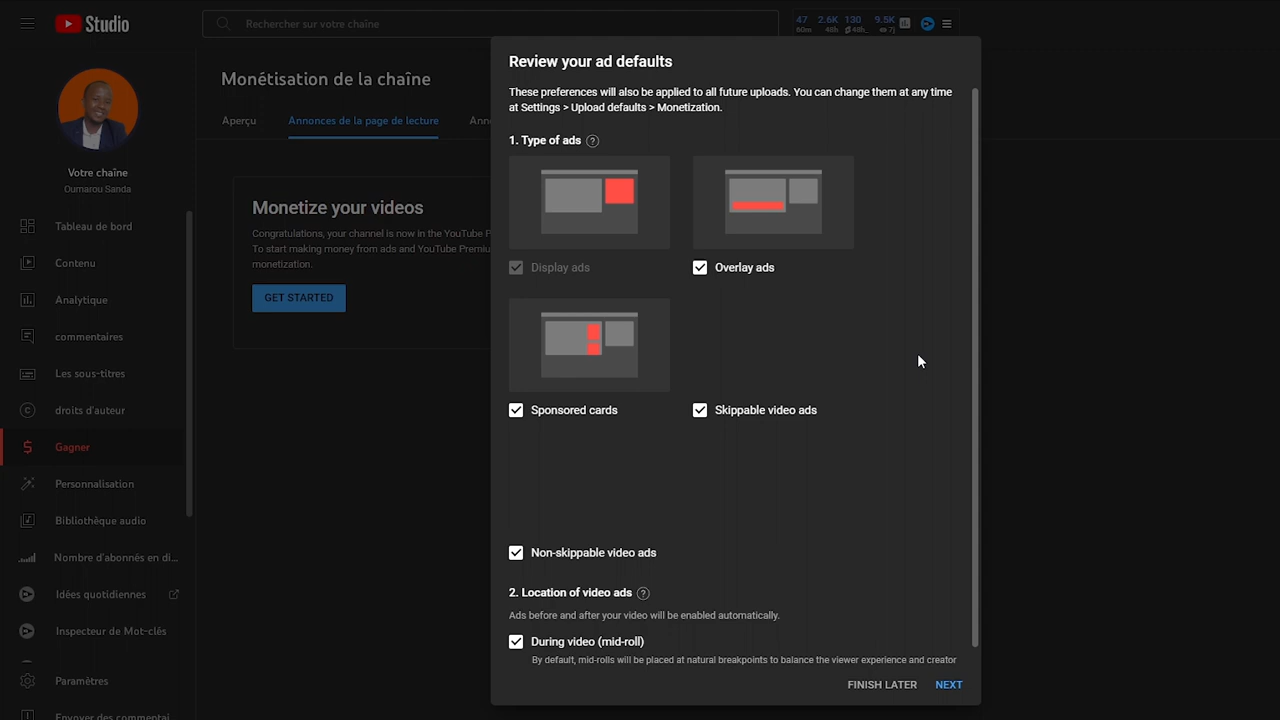 Studio
Rechercher sur votre chaîne
47 2.6K 130 9.5K
60m 48h 48h_ 7j
Review your ad defaults
These preferences will also be applied to all future uploads. You can change them at any time
at Settings > Upload defaults > Monetization.
Monétisation de la chaîne
Aperçu
Annonces de la page de lecture
Ann
1. Type of ads ?
Display ads
Overlay ads
Sponsored cards
Skippable video ads
Non-skippable video ads
2. Location of video ads ?
Ads before and after your video will be enabled automatically.
During video (mid-roll)
By default, mid-rolls will be placed at natural breakpoints to balance the viewer experience and creator
FINISH LATER NEXT
Monetize your videos
Congratulations, your channel is now in the YouTube P
To start making money from ads and YouTube Premiu
monetization.
GET STARTED
Votre chaîne
Oumarou Sanda
Tableau de bord
Contenu
Analytique
commentaires
Les sous-titres
droits d'auteur
Gagner
Personnalisation
Bibliothèque audio
Nombre d'abonnés en di...
Idées quotidiennes
Inspecteur de Mot-clés
Paramètres
Envoyer des commentai